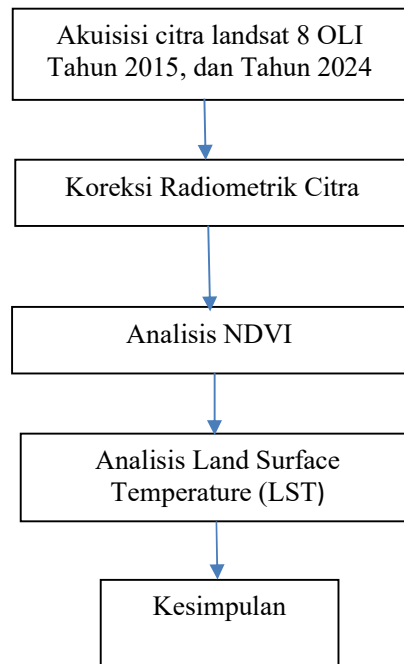 Akuisisi citra landsat 8 OLI
Tahun 2015, dan Tahun 2024
Koreksi Radiometrik Citra
Analisis NDVI
Analisis Land Surface
Temperature (LST)
Kesimpulan